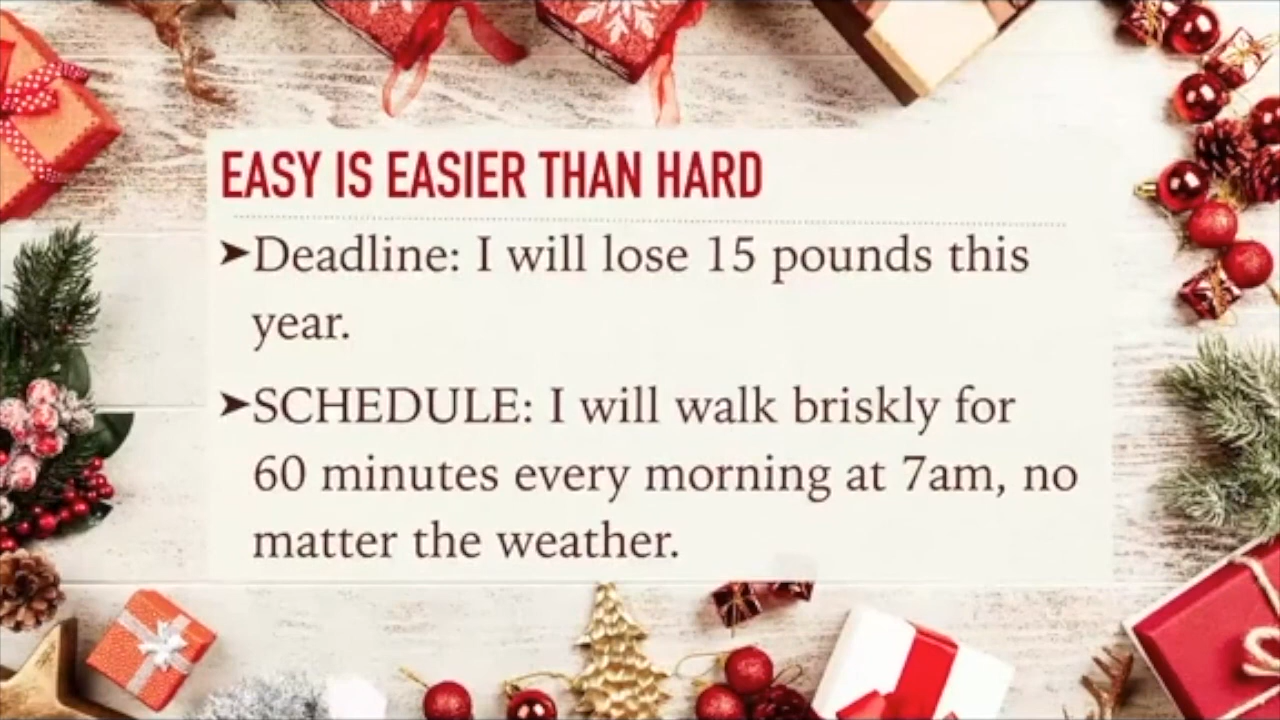 EASY IS EASIER THAN HARD
➤Deadline: I will lose 15 pounds this
year.
➤SCHEDULE: I will walk briskly for
60 minutes every morning at 7am, no
matter the weather.